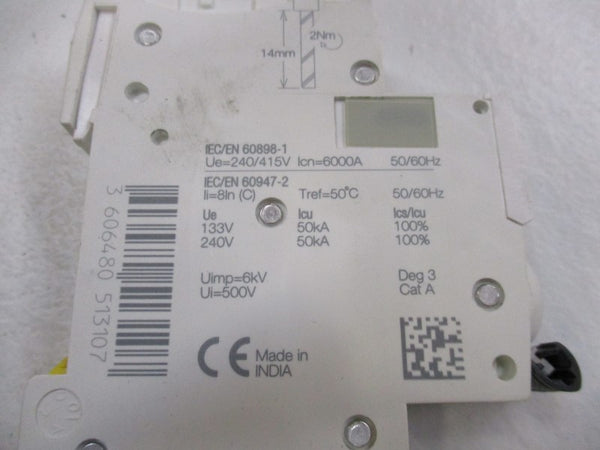 2Nm
14mm
IEC/EN 60898-1
Ue=240/415V Icn=6000A 50/60Hz
IEC/EN 60947-2
Ii=8In (C) Tref=50°C 50/60Hz
Ue Icu Ics/Icu
133V 50kA 100%
240V 50kA 100%
Uimp=6kV Deg 3
Ui=500V Cat A
CE Made in
INDIA
3 606480 513107